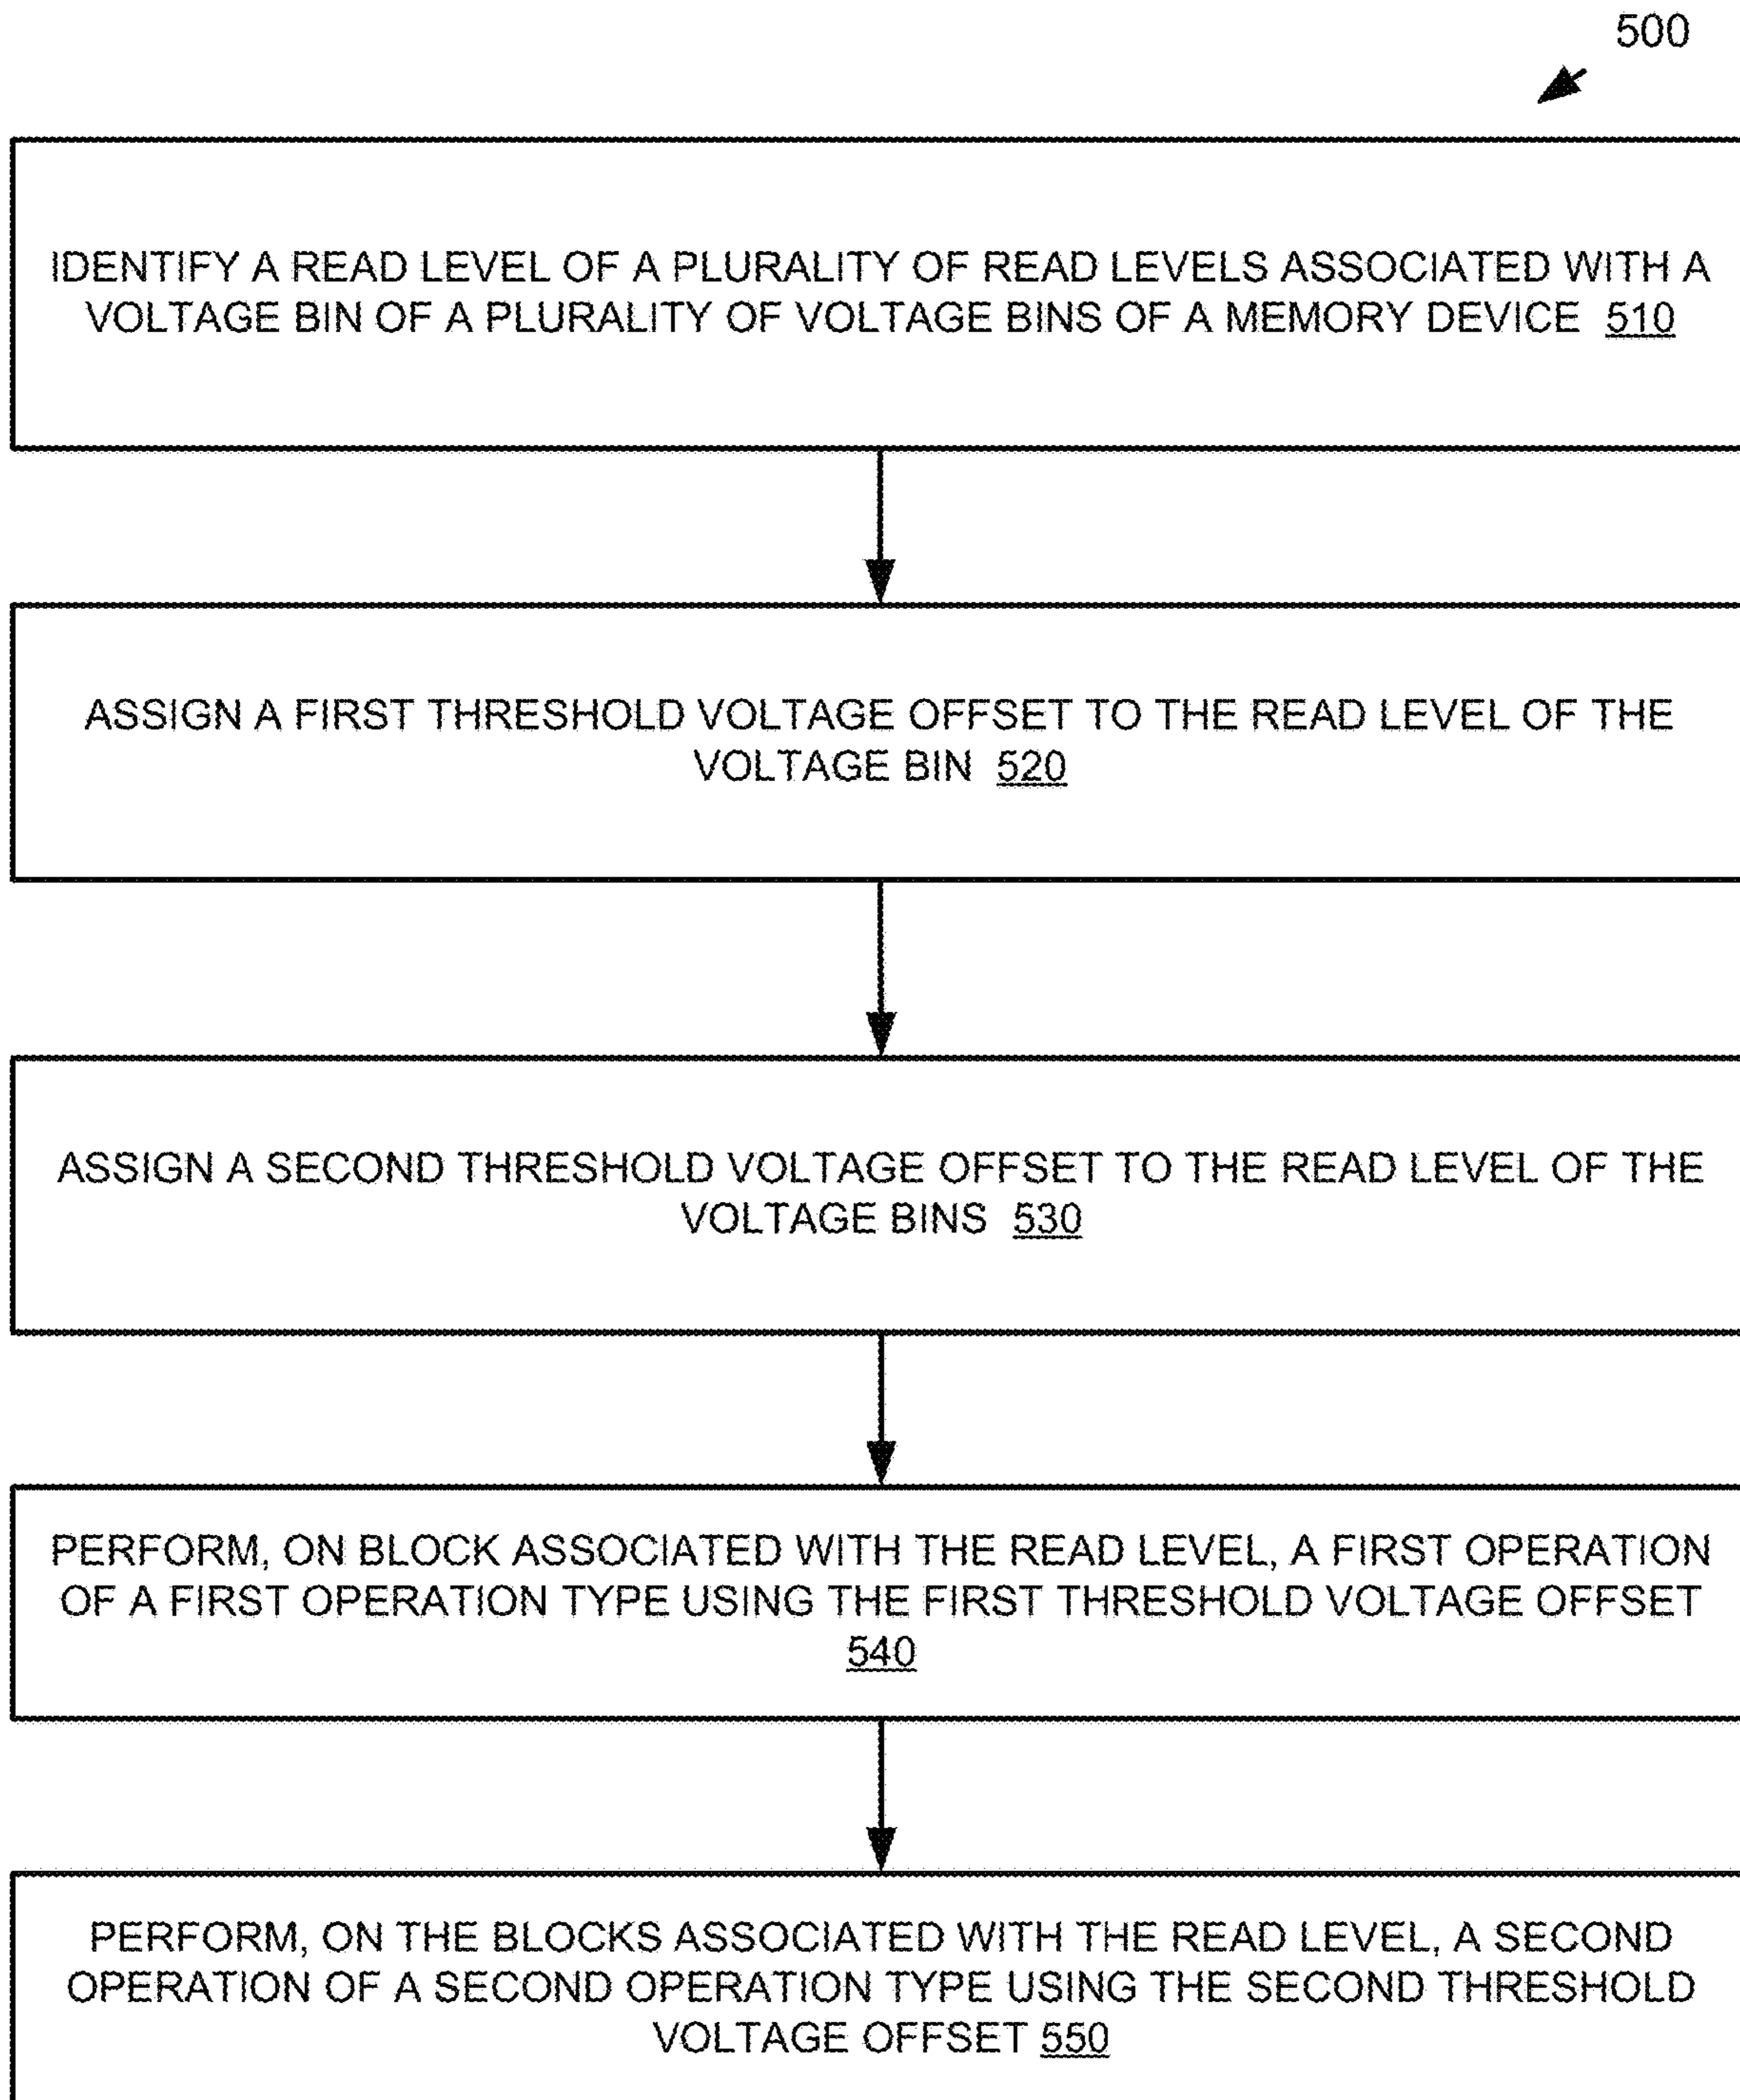 500
IDENTIFY A READ LEVEL OF A PLURALITY OF READ LEVELS ASSOCIATED WITH A
VOLTAGE BIN OF A PLURALITY OF VOLTAGE BINS OF A MEMORY DEVICE 510
ASSIGN A FIRST THRESHOLD VOLTAGE OFFSET TO THE READ LEVEL OF THE
VOLTAGE BIN 520
ASSIGN A SECOND THRESHOLD VOLTAGE OFFSET TO THE READ LEVEL OF THE
VOLTAGE BINS 530
PERFORM, ON BLOCK ASSOCIATED WITH THE READ LEVEL, A FIRST OPERATION
OF A FIRST OPERATION TYPE USING THE FIRST THRESHOLD VOLTAGE OFFSET
540
PERFORM, ON THE BLOCKS ASSOCIATED WITH THE READ LEVEL, A SECOND
OPERATION OF A SECOND OPERATION TYPE USING THE SECOND THRESHOLD
VOLTAGE OFFSET 550